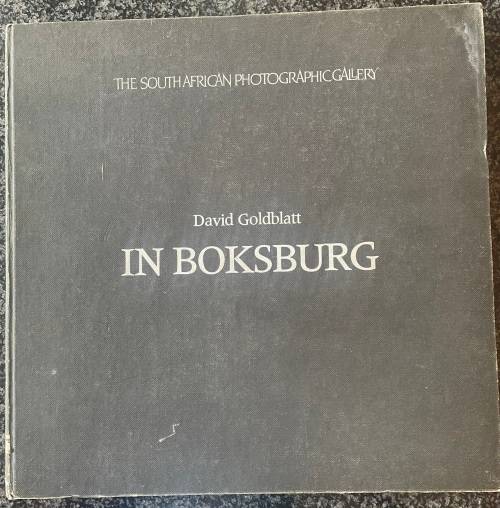 THE SOUTH AFRICAN PHOTOGRAPHIC GALLERY
David Goldblatt
IN BOKSBURG